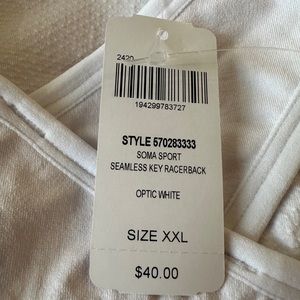 2420
194299783727
STYLE 570283333
SOMA SPORT
SEAMLESS KEY RACERBACK
OPTIC WHITE
SIZE XXL
$40.00